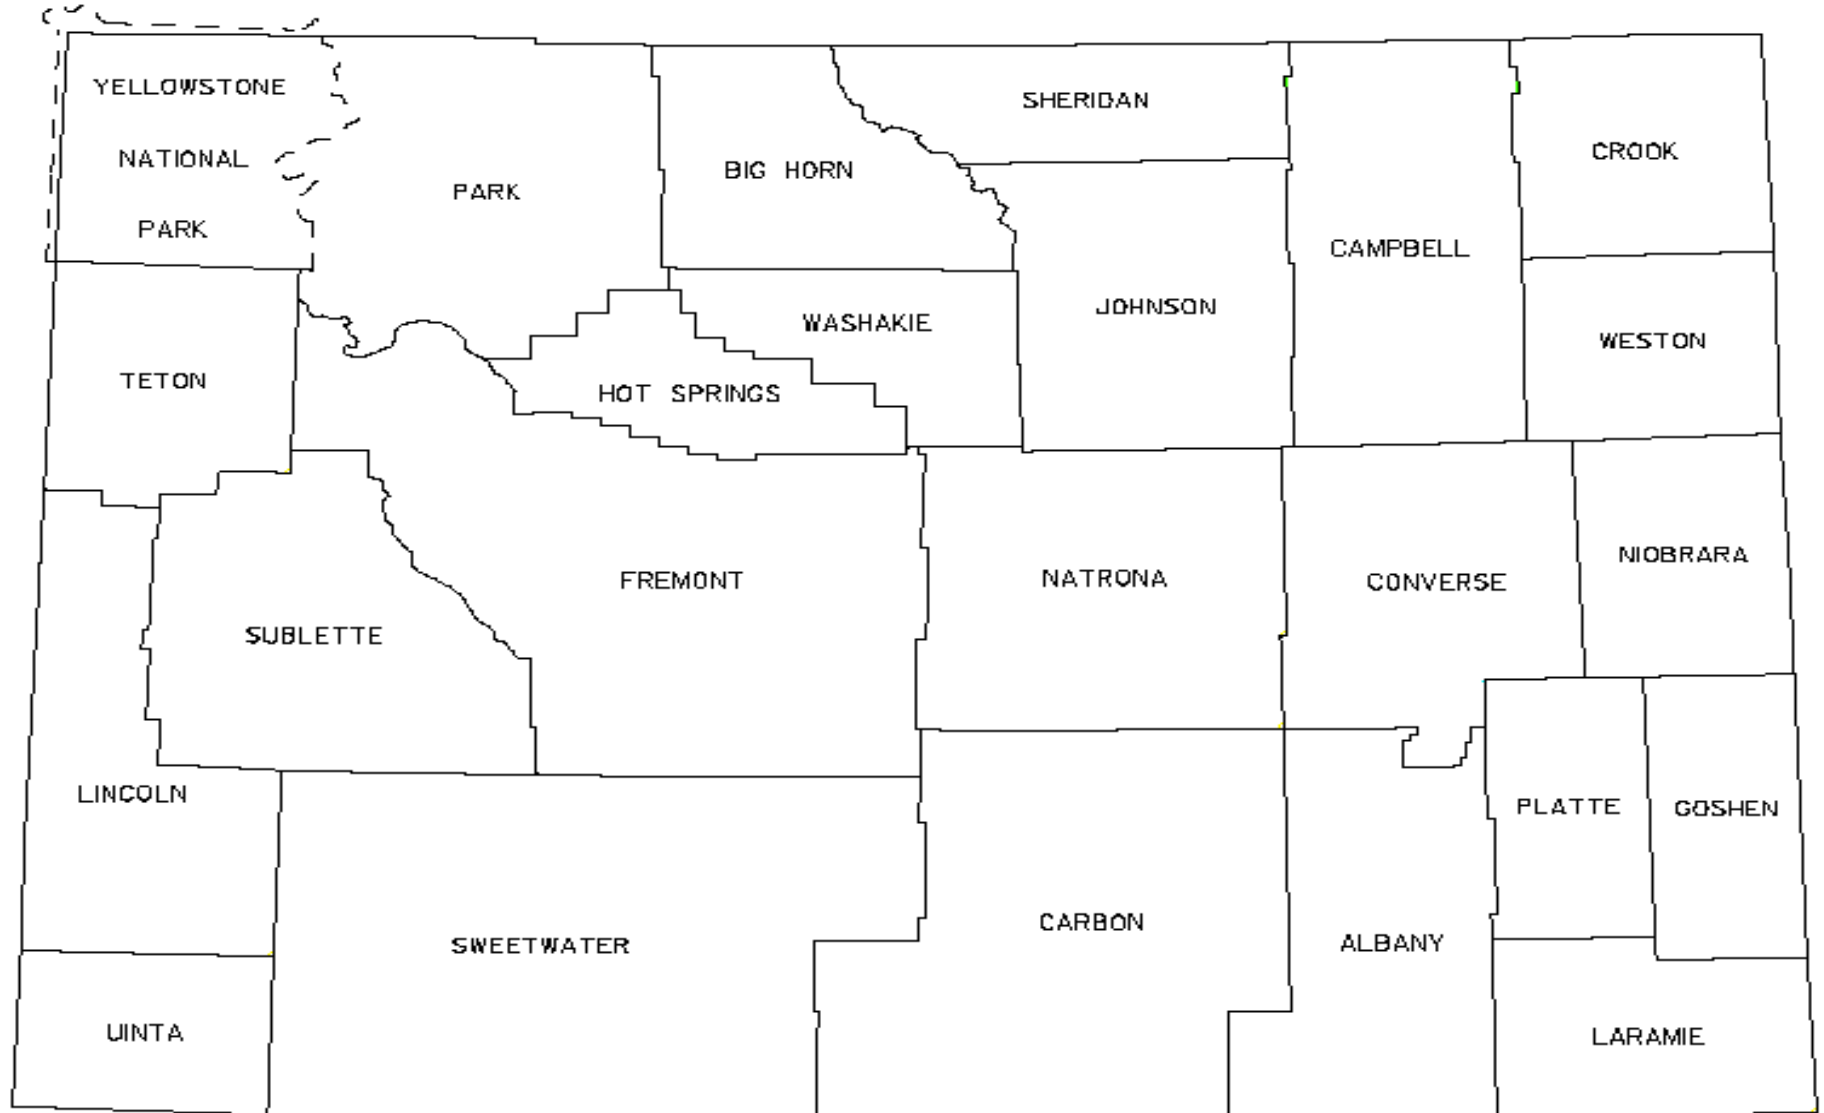 YELLOWSTONE
NATIONAL
PARK
PARK
BIG HORN
SHERIDAN
CAMPBELL
CROOK
JOHNSON
WASHAKIE
WESTON
TETON
HOT SPRINGS
FREMONT
NATRONA
CONVERSE
NIOBRARA
SUBLETTE
LINCOLN
PLATTE
GOSHEN
SWEETWATER
CARBON
ALBANY
UINTA
LARAMIE